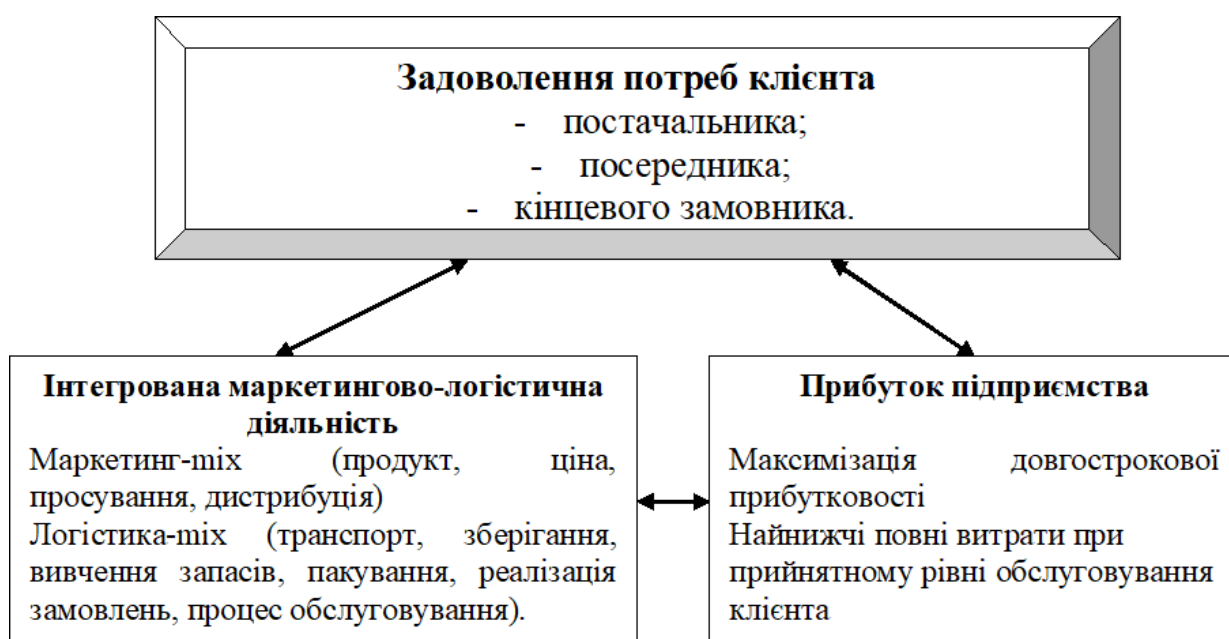 Задоволення потреб клієнта
- постачальника;
- посередника;
- кінцевого замовника.
Інтегрована маркетингово-логістична
діяльність
Маркетинг-mix (продукт, ціна,
просування, дистрибуція)
Логістика-mix (транспорт, зберігання,
вивчення запасів, пакування, реалізація
замовлень, процес обслуговування).
Прибуток підприємства
Максимізація довгострокової
прибутковості
Найнижчі повні витрати при
прийнятному рівні обслуговування
клієнта